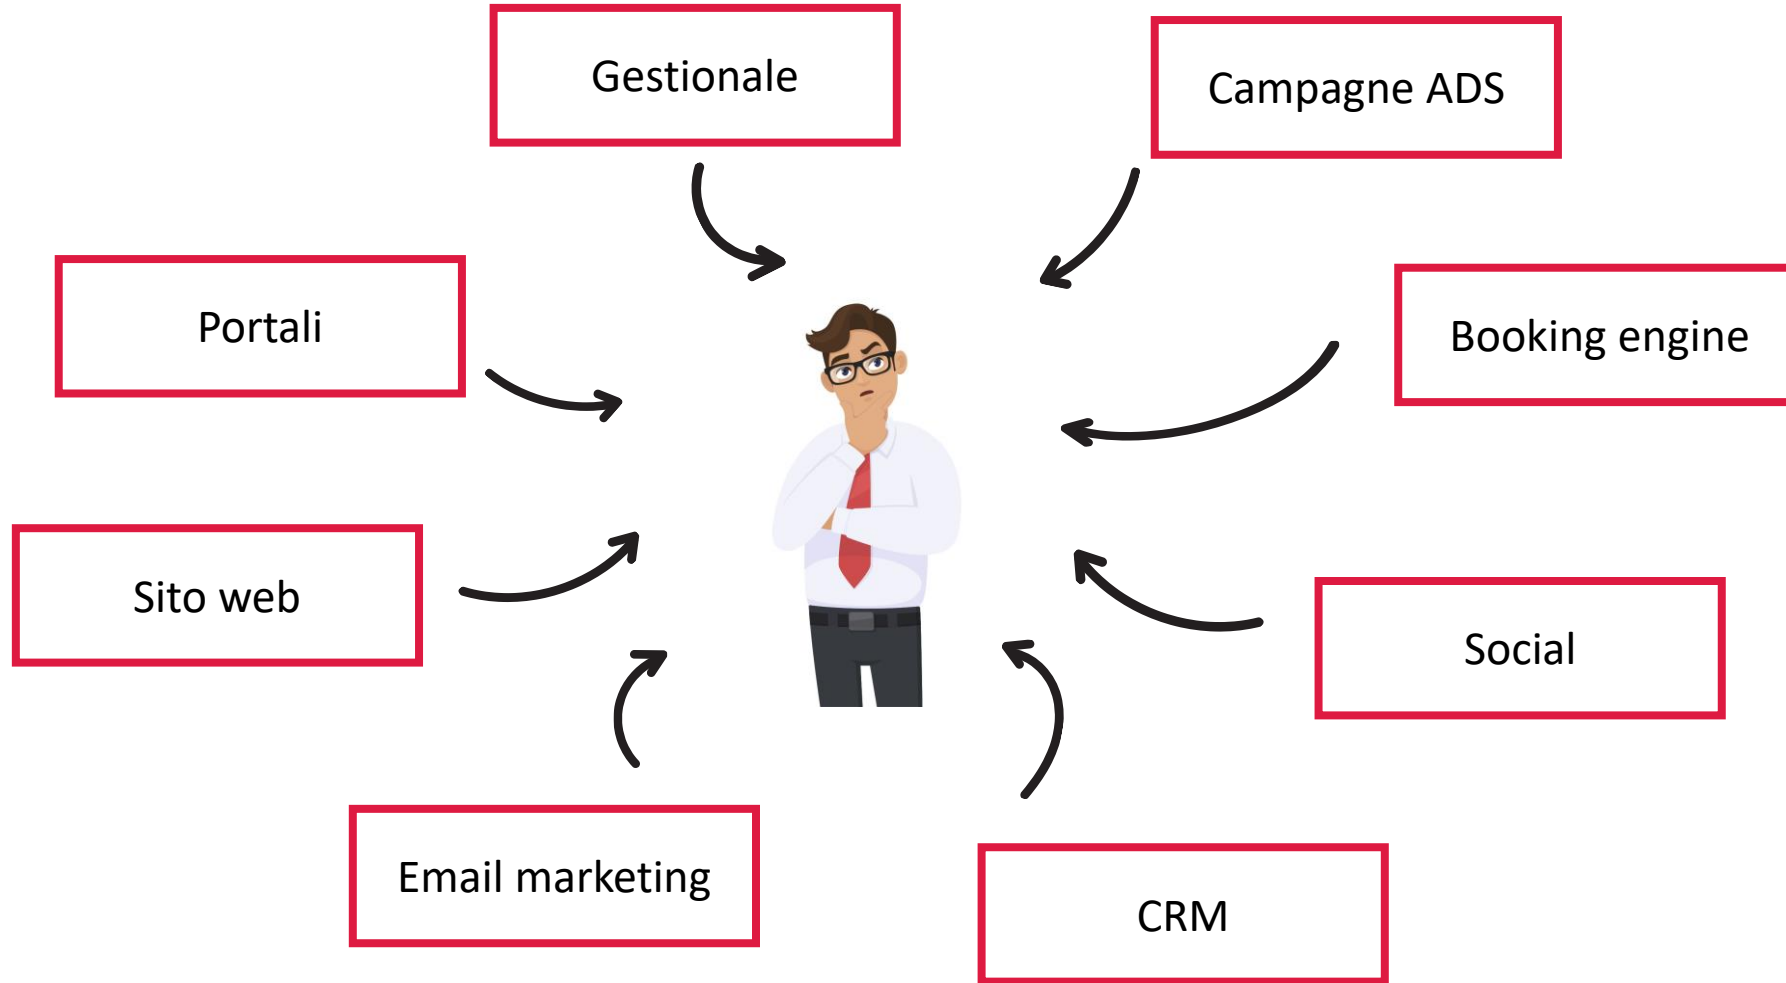 Gestionale
Campagne ADS
Portali
Booking engine
Sito web
Social
Email marketing
CRM